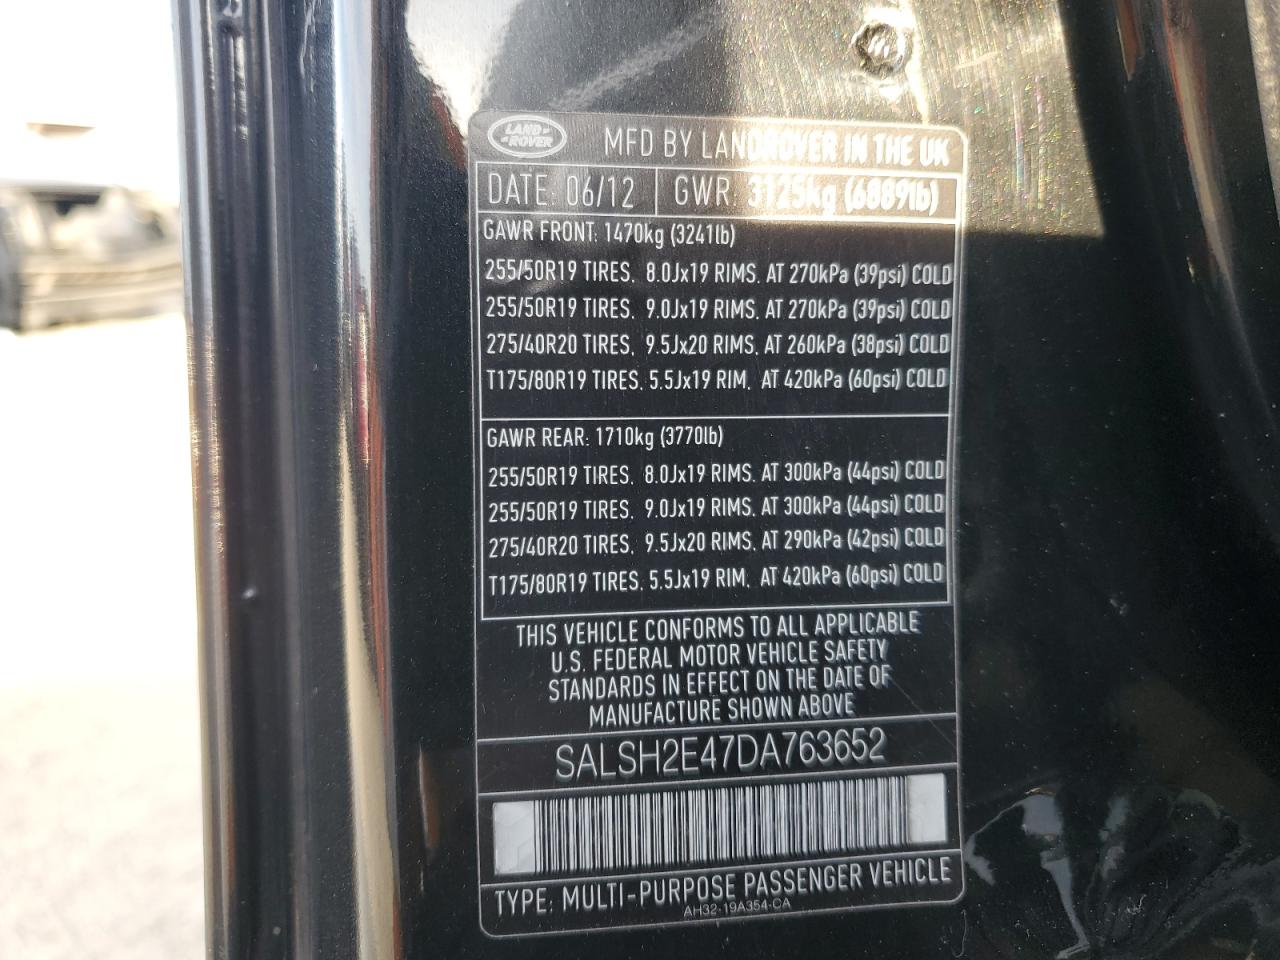 LAND ROVER
MFD BY LANDROVER IN THE UK
DATE: 06/12 GWR: 3125kg (6889lb)
GAWR FRONT: 1470kg (3241lb)
255/50R19 TIRES, 8.0Jx19 RIMS, AT 270kPa (39psi) COLD
255/50R19 TIRES, 9.0Jx19 RIMS, AT 270kPa (39psi) COLD
275/40R20 TIRES, 9.5Jx20 RIMS, AT 260kPa (38psi) COLD
T175/80R19 TIRES, 5.5Jx19 RIM, AT 420kPa (60psi) COLD
GAWR REAR: 1710kg (3770lb)
255/50R19 TIRES, 8.0Jx19 RIMS, AT 300kPa (44psi) COLD
255/50R19 TIRES, 9.0Jx19 RIMS, AT 300kPa (44psi) COLD
275/40R20 TIRES, 9.5Jx20 RIMS, AT 290kPa (42psi) COLD
T175/80R19 TIRES, 5.5Jx19 RIM, AT 420kPa (60psi) COLD
THIS VEHICLE CONFORMS TO ALL APPLICABLE
U.S. FEDERAL MOTOR VEHICLE SAFETY
STANDARDS IN EFFECT ON THE DATE OF
MANUFACTURE SHOWN ABOVE
SALSH2E47DA763652
TYPE: MULTI-PURPOSE PASSENGER VEHICLE
AH32-19A354-CA